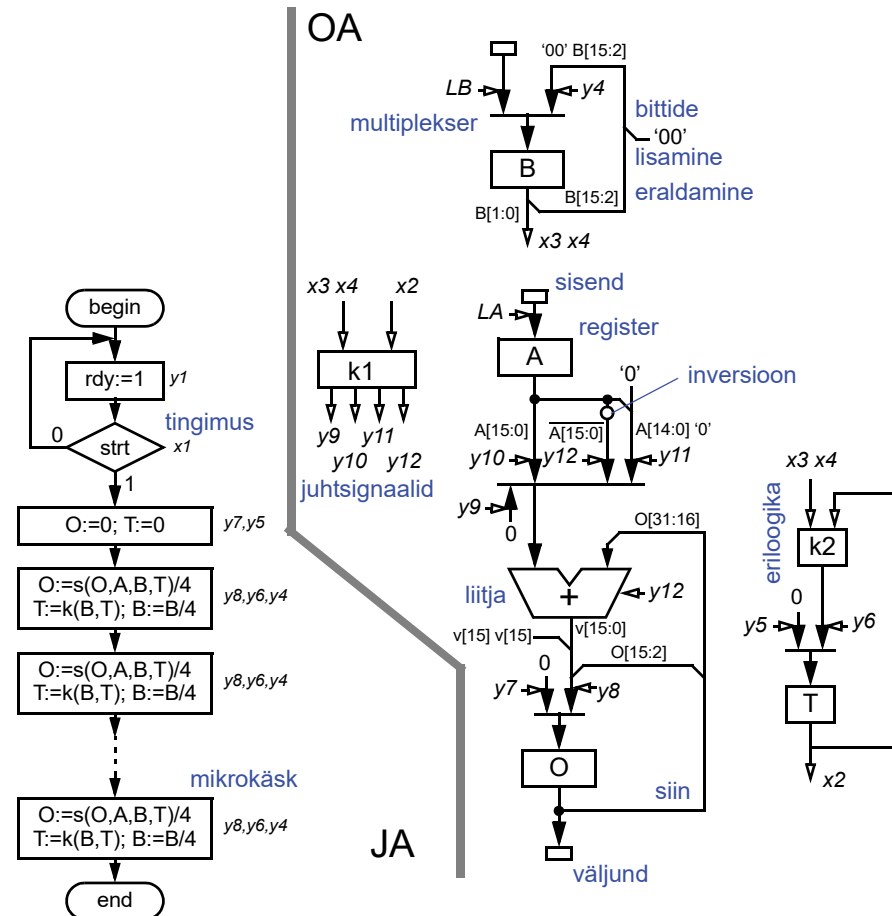 OA
'00' B[15:2]
LB
y4
multiplekser
bittide
'00'
lisamine
B
eraldamine
B[15:2]
B[1:0]
x3 x4
x3 x4
x2
k1
y9
y11
y10
y12
juhtsignaalid
sisend
LA
register
A
'0'
inversioon
A[15:0]
A[15:0]
A[14:0] '0'
y10
y12
y11
y9
0
O[31:16]
liitja
+
y12
v[15] v[15]
v[15:0]
O[15:2]
0
y7
y8
O
siin
väljund
x3 x4
eriloogika
k2
0
y5
y6
T
x2
begin
rdy:=1
y1
tingimus
0
strt
x1
1
O:=0; T:=0
y7,y5
O:=s(O,A,B,T)/4
T:=k(B,T); B:=B/4
y8,y6,y4
O:=s(O,A,B,T)/4
T:=k(B,T); B:=B/4
y8,y6,y4
mikrokäsk
O:=s(O,A,B,T)/4
T:=k(B,T); B:=B/4
y8,y6,y4
end
JA